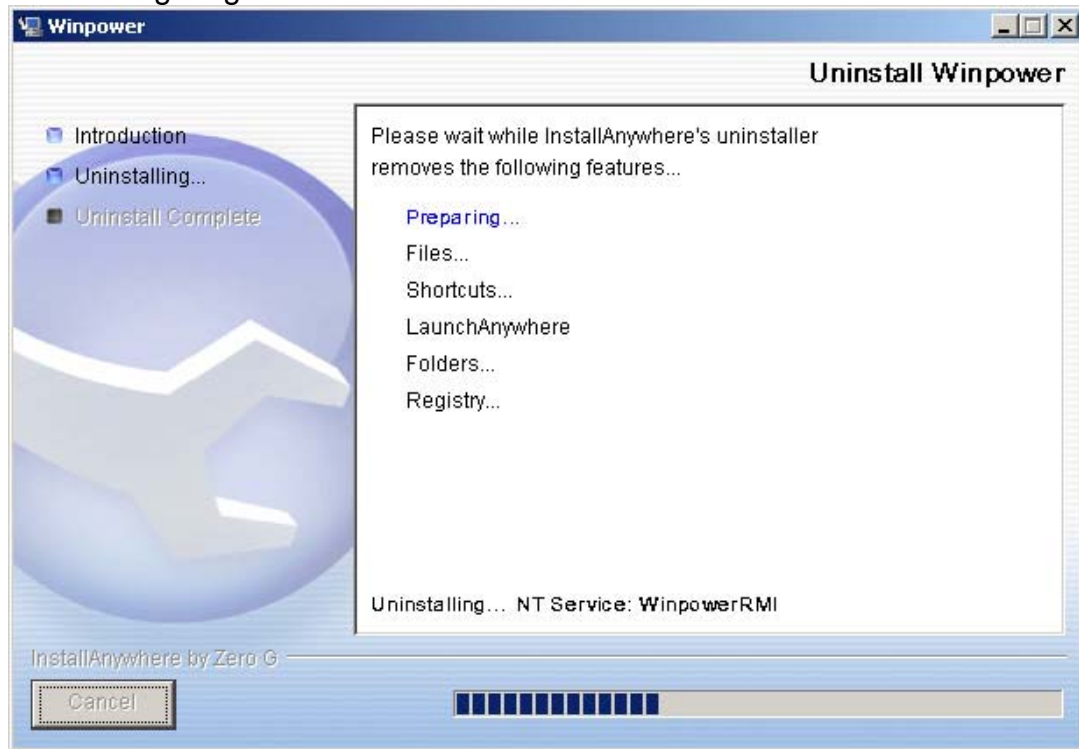 Winpower
Uninstall Winpower
Introduction
Uninstalling...
Uninstall Complete
Please wait while InstallAnywhere's uninstaller
removes the following features...
Preparing...
Files...
Shortcuts...
LaunchAnywhere
Folders...
Registry...
Uninstalling... NT Service: WinpowerRMI
InstallAnywhere by Zero G
Cancel